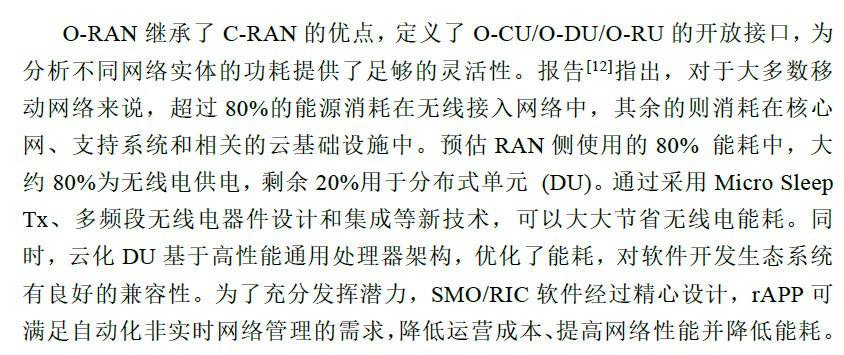 O-RAN 继承了 C-RAN 的优点，定义了 O-CU/O-DU/O-RU 的开放接口，为
分析不同网络实体的功耗提供了足够的灵活性。报告[12]指出，对于大多数移
动网络来说，超过 80%的能源消耗在无线接入网络中，其余的则消耗在核心
网、支持系统和相关的云基础设施中。预估 RAN 侧使用的 80% 能耗中，大
约 80%为无线电供电，剩余 20%用于分布式单元 (DU)。通过采用 Micro Sleep
Tx、多频段无线电器件设计和集成等新技术，可以大大节省无线电能耗。同
时，云化 DU 基于高性能通用处理器架构，优化了能耗，对软件开发生态系统
有良好的兼容性。为了充分发挥潜力，SMO/RIC 软件经过精心设计，rAPP 可
满足自动化非实时网络管理的需求，降低运营成本、提高网络性能并降低能耗。